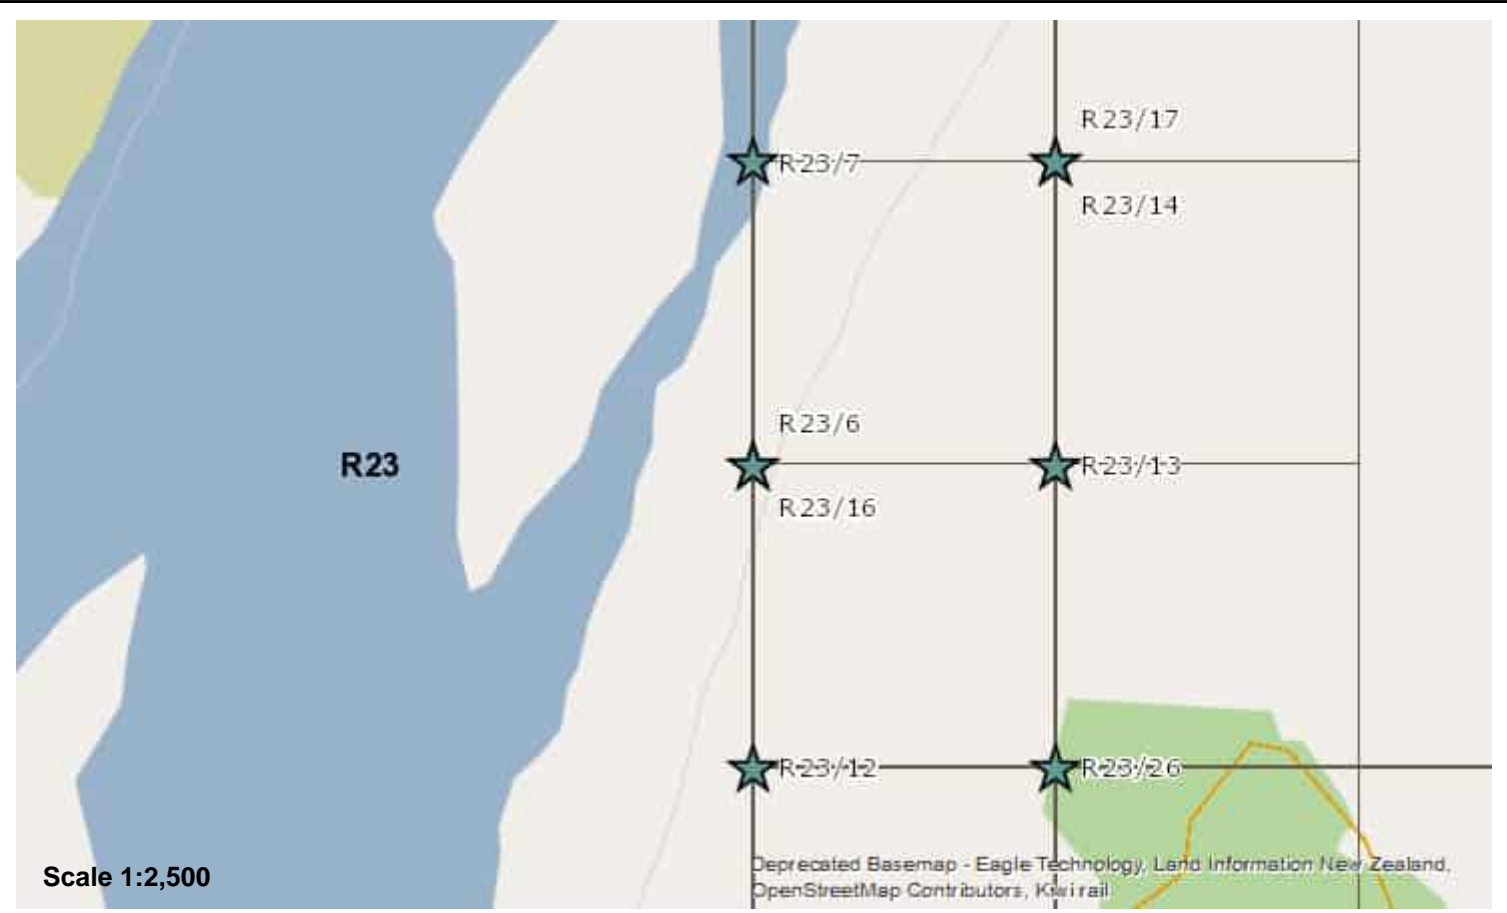 R23/17
R23/7
R23/14
R23/6
R23
R23/13
R23/16
R23/12
R23/26
Deprecated Basemap - Eagle Technology, Land Information New Zealand,
Scale 1:2,500
OpenStreetMap Contributors, Kiwirail